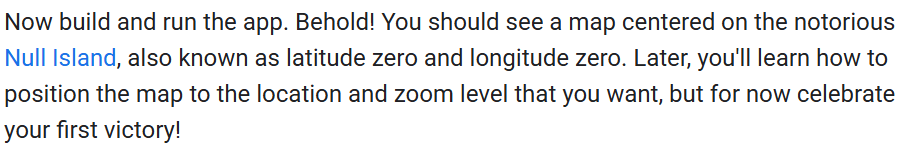 Now build and run the app. Behold! You should see a map centered on the notorious
Null Island, also known as latitude zero and longitude zero. Later, you'll learn how to
position the map to the location and zoom level that you want, but for now celebrate
your first victory!